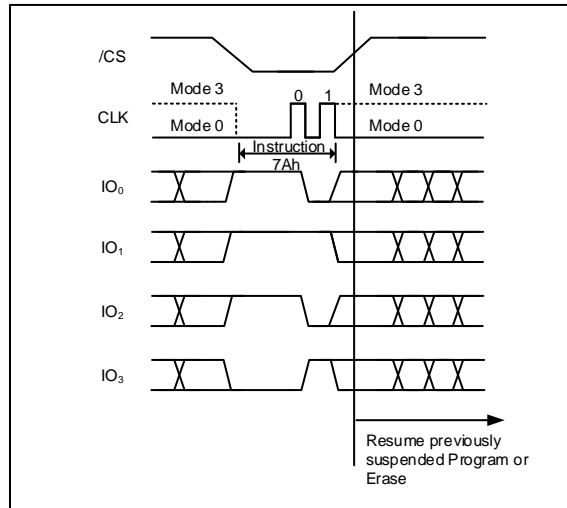 /CS
Mode 3
0 1
Mode 3
CLK
Mode 0
Mode 0
Instruction
7Ah
IO0
IO1
IO2
IO3
Resume previously
suspended Program or
Erase